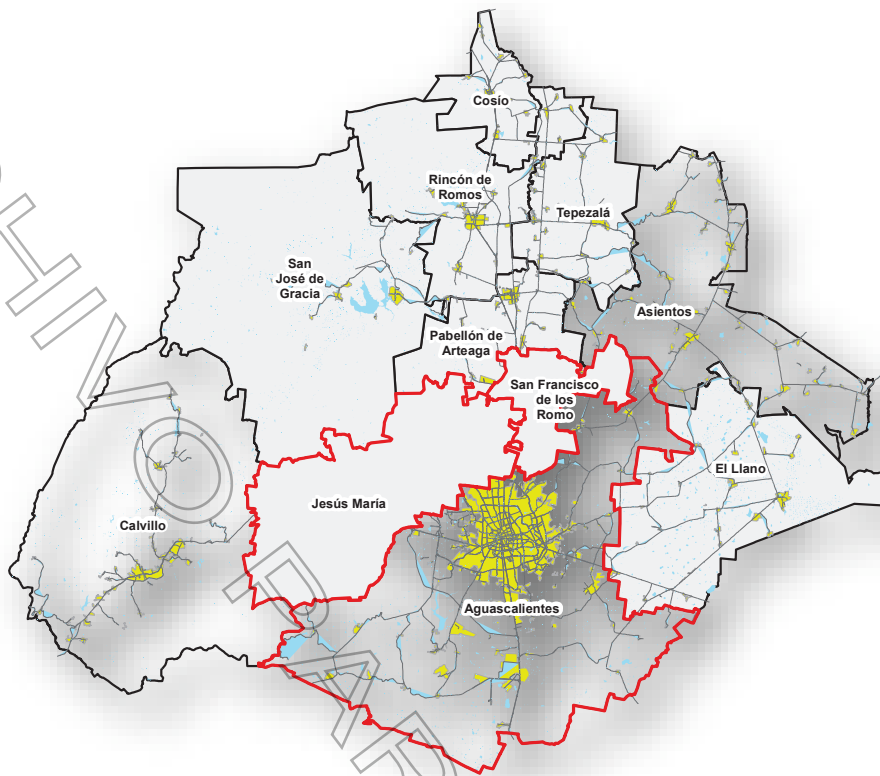 Cosío
Rincón de
Romos
Tepezalá
San
José de
Gracia
Asientos
Pabellón de
Arteaga
San Francisco
de los
Romo
El Llano
Jesús María
Calvillo
Aguascalientes